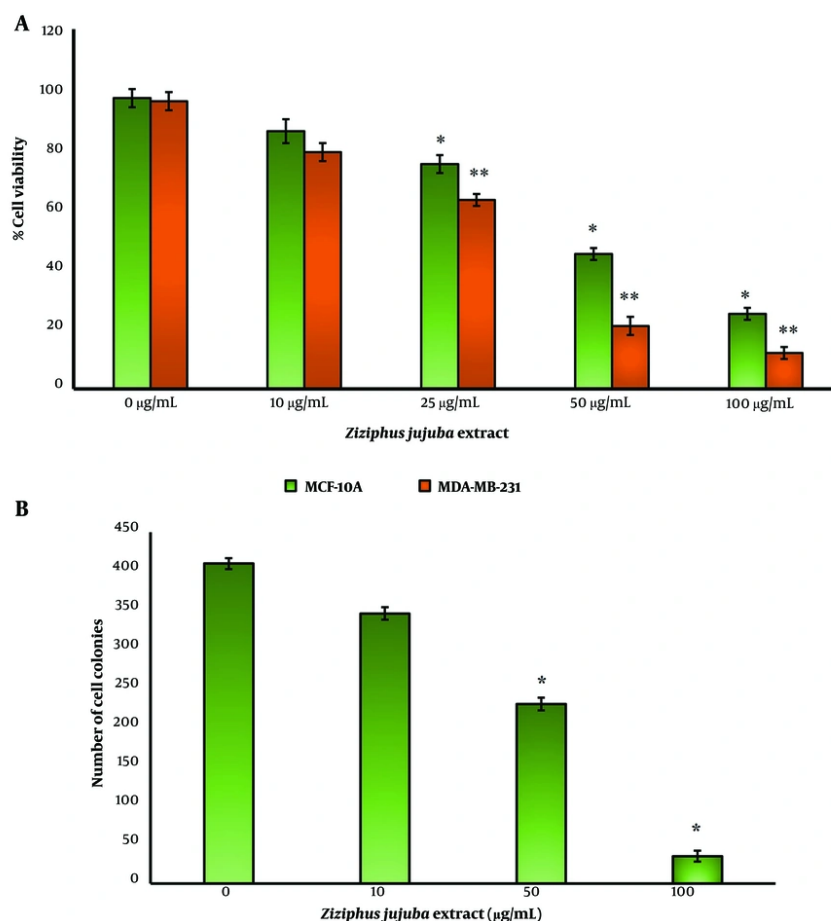 A
120
100
80
60
40
20
0
% Cell viability
*
**
*
**
*
**
0 μg/mL 10 μg/mL 25 μg/mL 50 μg/mL 100 μg/mL
Ziziphus jujuba extract
MCF-10A MDA-MB-231
B
450
400
350
300
250
200
150
100
50
0
Number of cell colonies
*
*
0 10 50 100
Ziziphus jujuba extract (μg/mL)